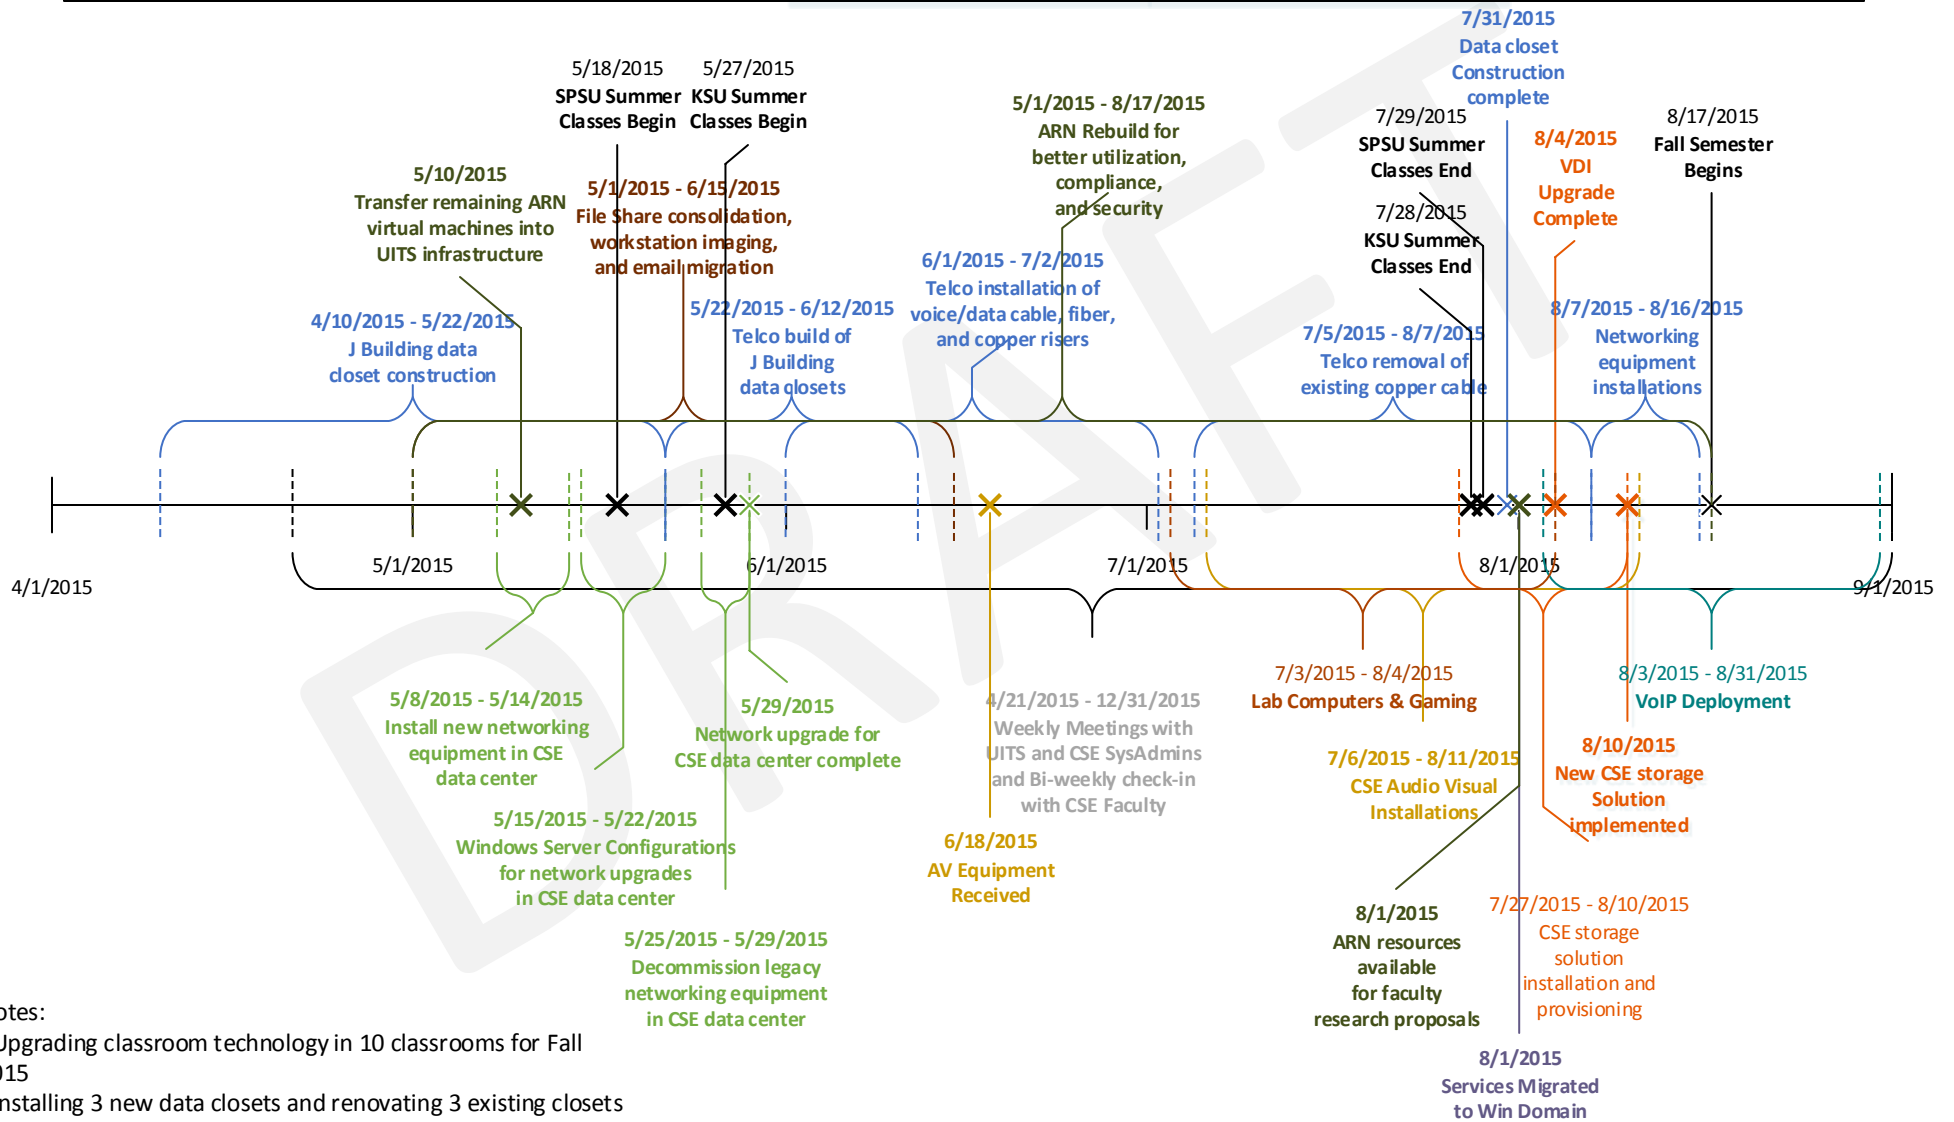 7/31/2015
Data closet
Construction
complete
5/18/2015
SPSU Summer
Classes Begin
5/27/2015
KSU Summer
Classes Begin
5/1/2015 - 8/17/2015
ARN Rebuild for
better utilization,
compliance,
and security
7/29/2015
SPSU Summer
Classes End
8/4/2015
VDI
Upgrade
Complete
8/17/2015
Fall Semester
Begins
5/10/2015
Transfer remaining ARN
virtual machines into
UITS infrastructure
5/1/2015 - 6/15/2015
File Share consolidation,
workstation imaging,
and email migration
7/28/2015
KSU Summer
Classes End
6/1/2015 - 7/2/2015
Telco installation of
voice/data cable, fiber,
and copper risers
4/10/2015 - 5/22/2015
J Building data
closet construction
5/22/2015 - 6/12/2015
Telco build of
J Building
data closets
7/5/2015 - 8/7/2015
Telco removal of
existing copper cable
8/7/2015 - 8/16/2015
Networking
equipment
installations
4/1/2015
5/1/2015
6/1/2015
7/1/2015
8/1/2015
9/1/2015
5/8/2015 - 5/14/2015
Install new networking
equipment in CSE
data center
5/29/2015
Network upgrade for
CSE data center complete
4/21/2015 - 12/31/2015
Weekly Meetings with
UITS and CSE SysAdmins
and Bi-weekly check-in
with CSE Faculty
7/3/2015 - 8/4/2015
Lab Computers & Gaming
8/3/2015 - 8/31/2015
VoIP Deployment
7/6/2015 - 8/11/2015
CSE Audio Visual
Installations
8/10/2015
New CSE storage
Solution
implemented
5/15/2015 - 5/22/2015
Windows Server Configurations
for network upgrades
in CSE data center
6/18/2015
AV Equipment
Received
5/25/2015 - 5/29/2015
Decommission legacy
networking equipment
in CSE data center
8/1/2015
ARN resources
available
for faculty
research proposals
7/27/2015 - 8/10/2015
CSE storage
solution
installation and
provisioning
8/1/2015
Services Migrated
to Win Domain
otes:
Upgrading classroom technology in 10 classrooms for Fall
015
nstalling 3 new data closets and renovating 3 existing closets
DRAFT